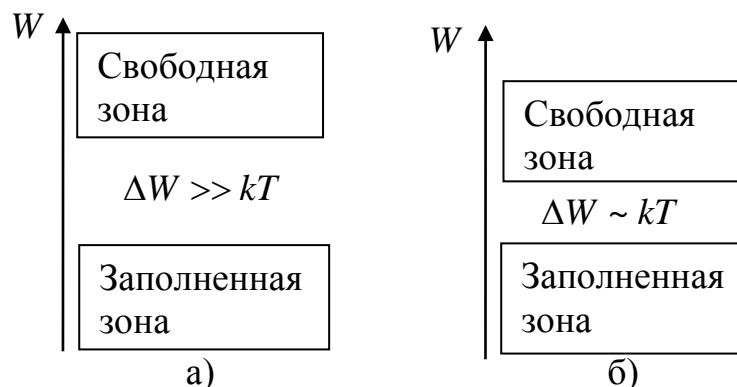 W
Свободная
зона
ΔW >> kT
Заполненная
зона
а)
W
Свободная
зона
ΔW ~ kT
Заполненная
зона
б)